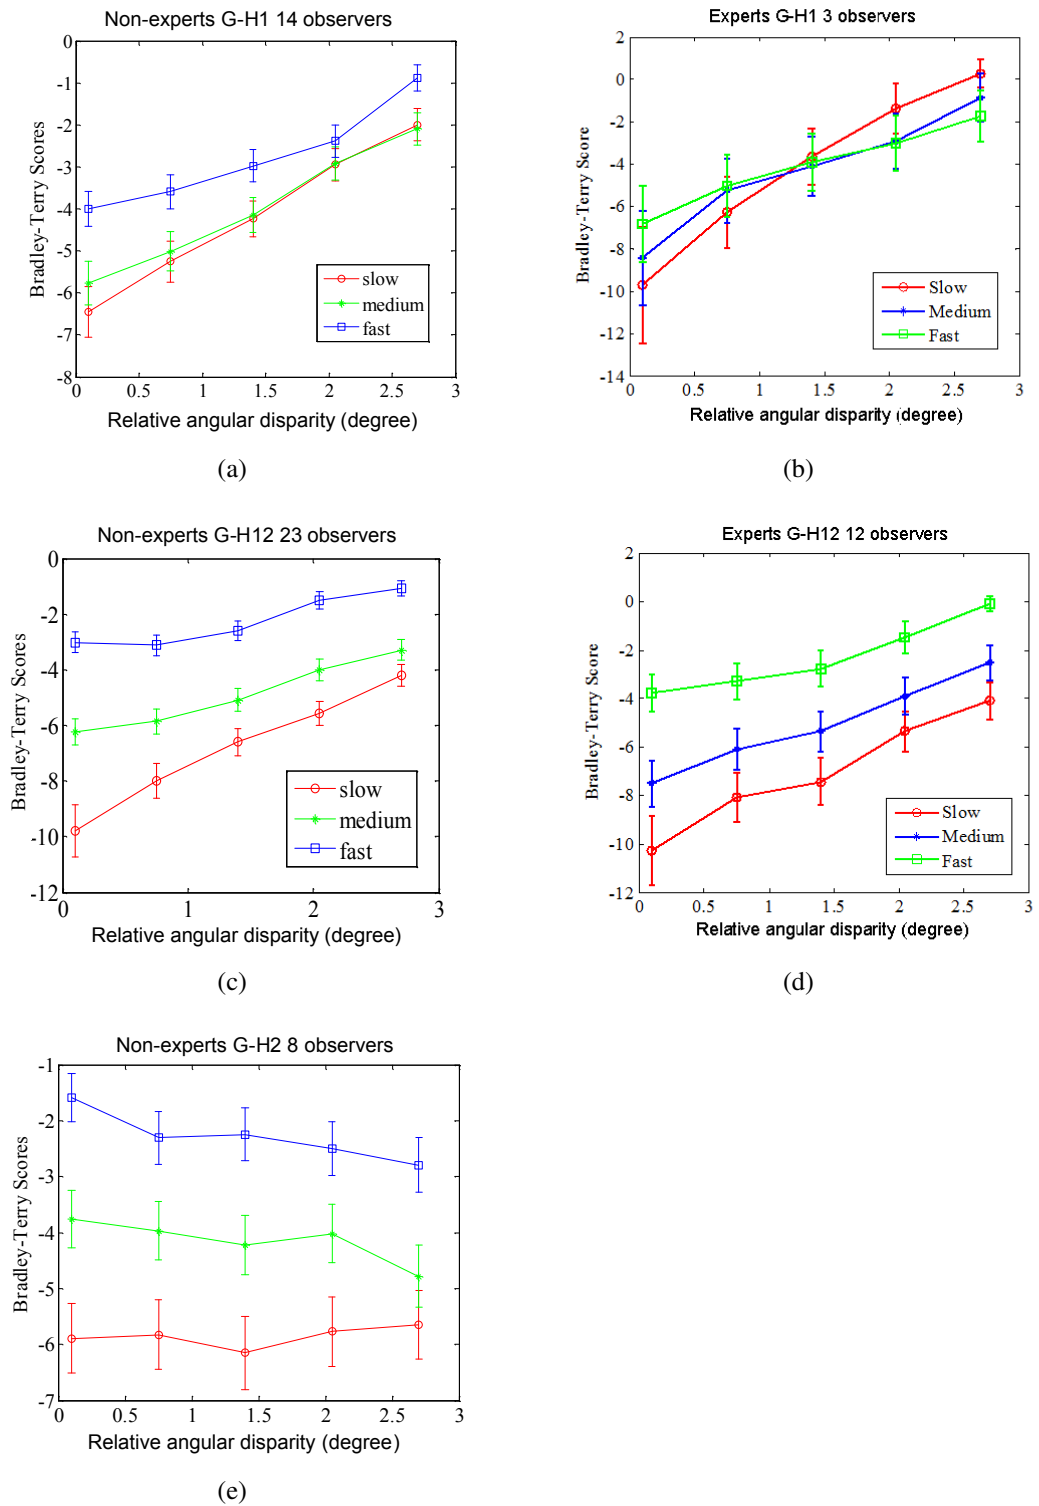 Non-experts G-H1 14 observers
0
-1
-2
-3
-4
-5
-6
-7
-8
Bradley-Terry Scores
slow
medium
fast
0 0.5 1 1.5 2 2.5 3
Relative angular disparity (degree)
(a)
Experts G-H1 3 observers
2
0
-2
-4
-6
-8
-10
-12
-14
Bradley-Terry Score
Slow
Medium
Fast
0 0.5 1 1.5 2 2.5 3
Relative angular disparity (degree)
(b)
Non-experts G-H12 23 observers
0
-2
-4
-6
-8
-10
-12
Bradley-Terry Scores
slow
medium
fast
0 1 2 3
Relative angular disparity (degree)
(c)
Experts G-H12 12 observers
2
0
-2
-4
-6
-8
-10
-12
Bradley-Terry Score
Slow
Medium
Fast
0 0.5 1 1.5 2 2.5 3
Relative angular disparity (degree)
(d)
Non-experts G-H2 8 observers
-1
-2
-3
-4
-5
-6
-7
Bradley-Terry Scores
0 0.5 1 1.5 2 2.5 3
Relative angular disparity (degree)
(e)